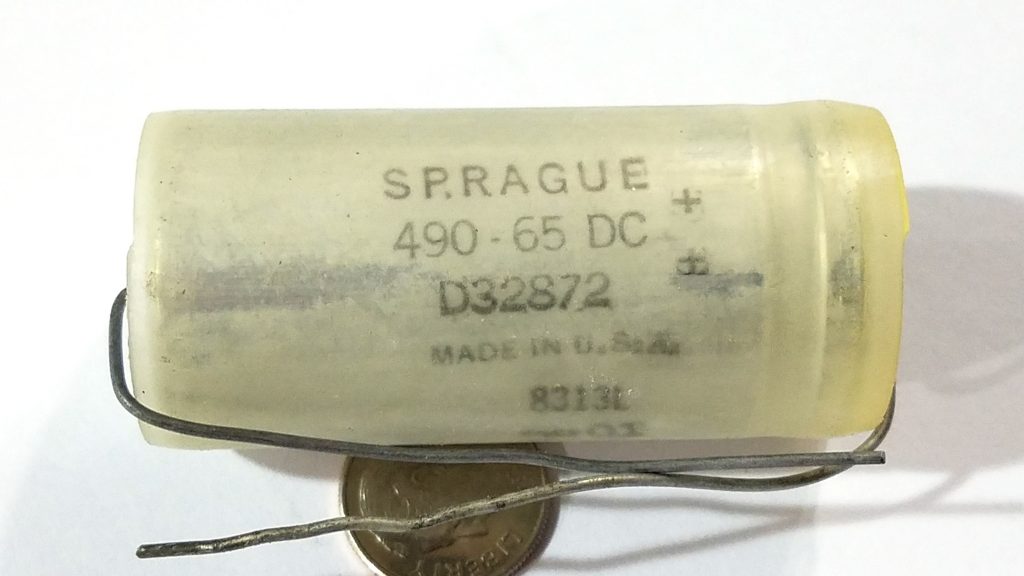 SPRAGUE
490-65 DC
+
+
D32872
MADE IN U.S.A.
8313L
LIBERTY